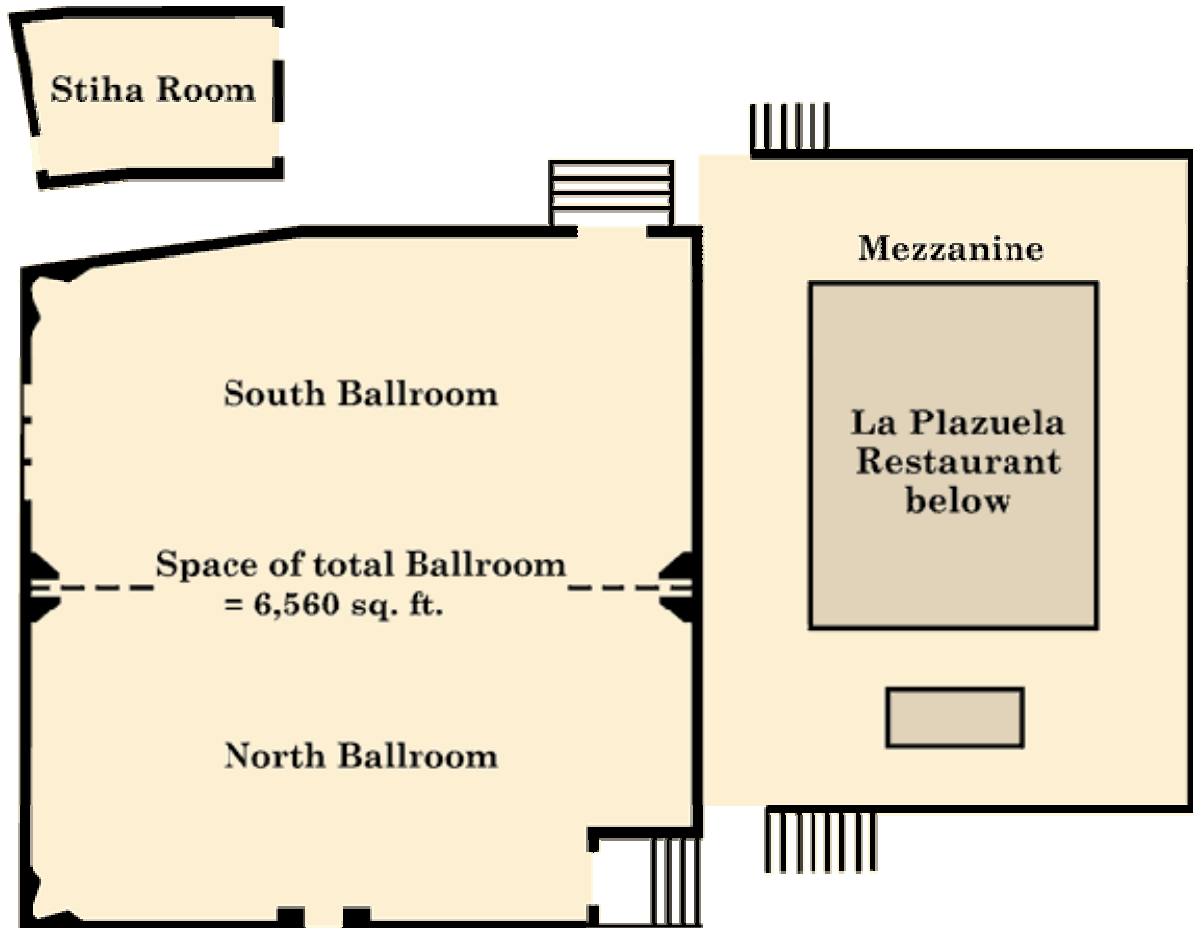 Stiha Room
Mezzanine
South Ballroom
La Plazuela
Restaurant
below
Space of total Ballroom
= 6,560 sq. ft.
North Ballroom